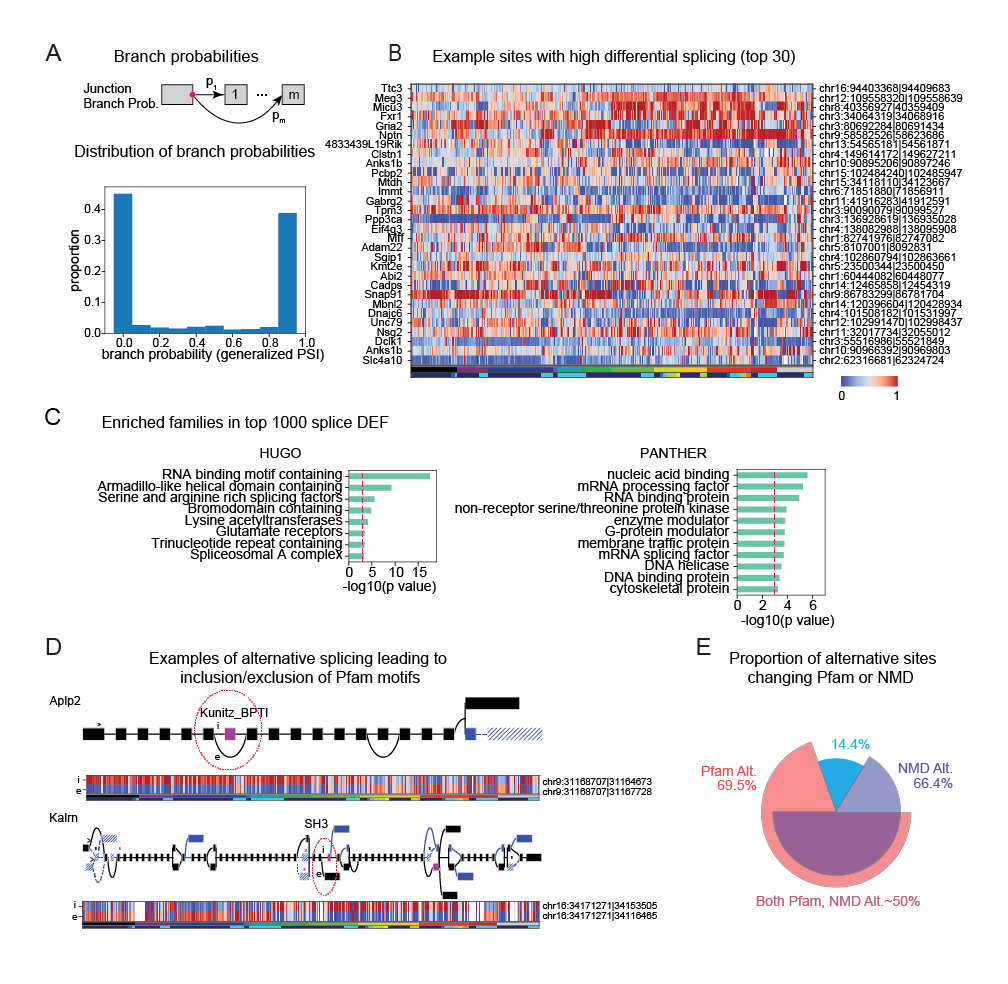 A
Branch probabilities
Junction
Branch Prob.
p1
1
...
m
pm
Distribution of branch probabilities
proportion
0.4
0.3
0.2
0.1
0.0
0.0 0.2 0.4 0.6 0.8 1.0
branch probability (generalized PSI)
B
Example sites with high differential splicing (top 30)
Ttc3 chr16:94403368|94409683
Meg3 chr12:109558320|109558639
Micu3 chr8:40356927|40359409
Fxr1 chr3:34064319|34068916
Gria2 chr3:80692284|80691434
Nptn chr9:58582526|58623686
4833439L19Rik chr13:54565181|54561871
Clstn1 chr4:149614172|149627211
Anks1b chr10:90895206|90897246
Pcbp2 chr15:102484240|102485947
Mtdh chr15:34118110|34123667
Immt chr6:71851880|71856911
Gabrg2 chr11:41916283|41912591
Tpm3 chr3:90090079|90099527
Ppp3ca chr3:136928619|136935028
Eif4g3 chr4:138082988|138095908
Mff chr1:82741976|82747082
Adam22 chr5:8107001|8092831
Sgip1 chr4:102860794|102863661
Kmt2e chr5:23500344|23500450
Abi2 chr1:60444082|60448077
Cadps chr14:12465858|12454319
Snap91 chr9:86783299|86781704
Mbnl2 chr14:120396604|120428934
Dnajc6 chr4:101508182|101531997
Unc79 chr12:102991470|102998437
Nsg2 chr11:32017734|32055012
Dclk1 chr3:55516986|55521849
Anks1b chr10:90966392|90969803
Slc4a10 chr2:62316681|62324724
0 1
C
Enriched families in top 1000 splice DEF
HUGO
RNA binding motif containing
Armadillo-like helical domain containing
Serine and arginine rich splicing factors
Bromodomain containing
Lysine acetyltransferases
Glutamate receptors
Trinucleotide repeat containing
Spliceosomal A complex
0 5 10 15
-log10(p value)
PANTHER
nucleic acid binding
mRNA processing factor
RNA binding protein
non-receptor serine/threonine protein kinase
enzyme modulator
G-protein modulator
membrane traffic protein
mRNA splicing factor
DNA helicase
DNA binding protein
cytoskeletal protein
0 2 4 6
-log10(p value)
D
Examples of alternative splicing leading to
inclusion/exclusion of Pfam motifs
Aplp2
Kunitz_BPTI
>
i
e
i chr9:31168707|31164673
e chr9:31168707|31167728
Kalrn
SH3
i
e
i chr16:34171271|34153505
e chr16:34171271|34116465
E
Proportion of alternative sites
changing Pfam or NMD
14.4%
Pfam Alt.
69.5%
NMD Alt.
66.4%
Both Pfam, NMD Alt.~50%